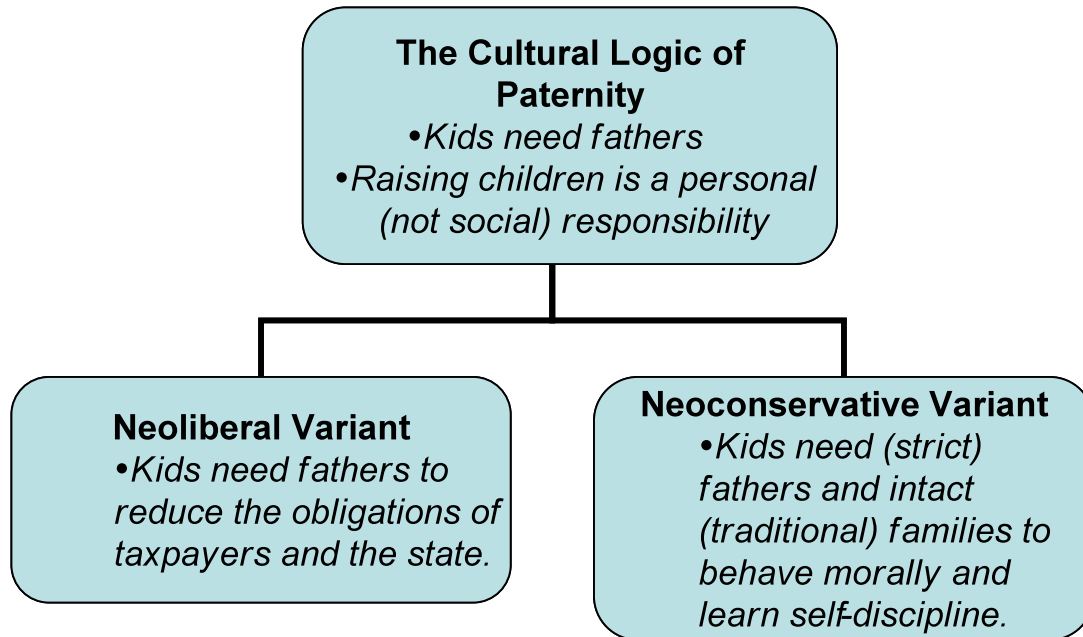 The Cultural Logic of
Paternity
•Kids need fathers
•Raising children is a personal
(not social) responsibility
Neoliberal Variant
•Kids need fathers to
reduce the obligations of
taxpayers and the state.
Neoconservative Variant
•Kids need (strict)
fathers and intact
(traditional) families to
behave morally and
learn self-discipline.